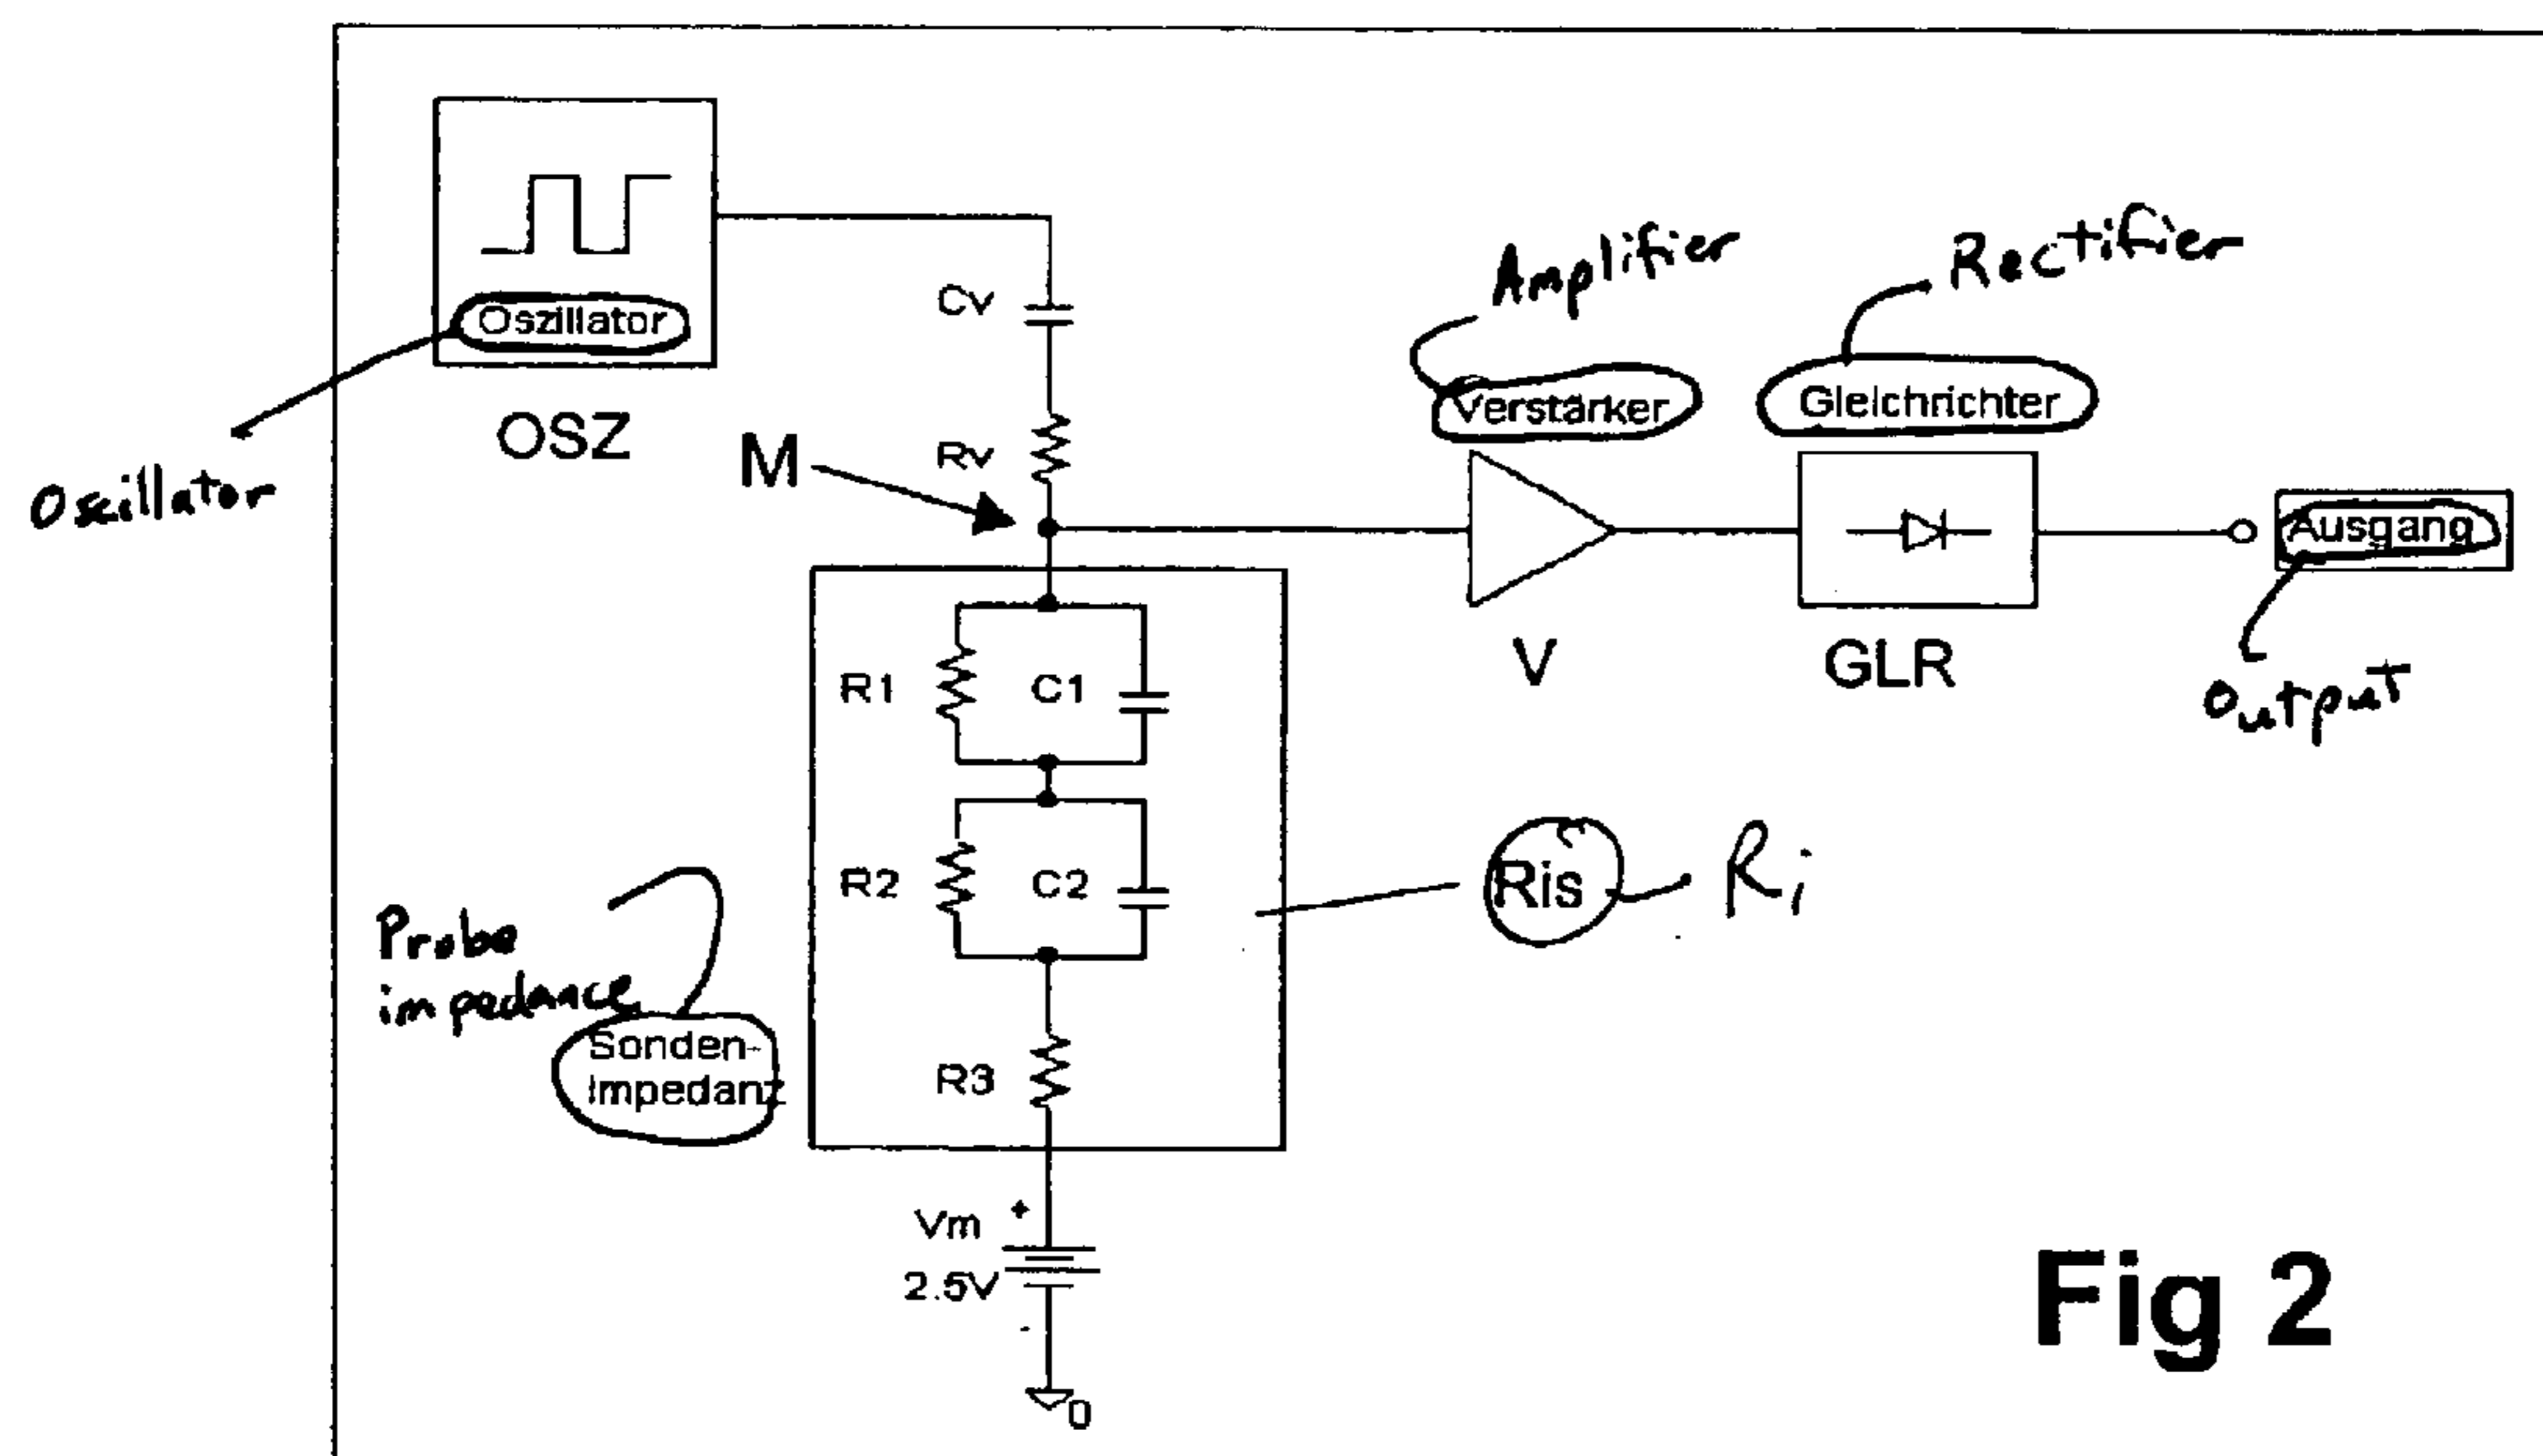 Oszillator
OSZ
Oscillator
Cv
Rv
M
Amplifier
Rectifier
Verstärker
Gleichrichter
Ausgang
V
GLR
Output
R1
C1
R2
C2
Ris
Ri
Probe
impedance
Sonden-
Impedanz
R3
Vm
+
2.5V
-
0
Fig 2